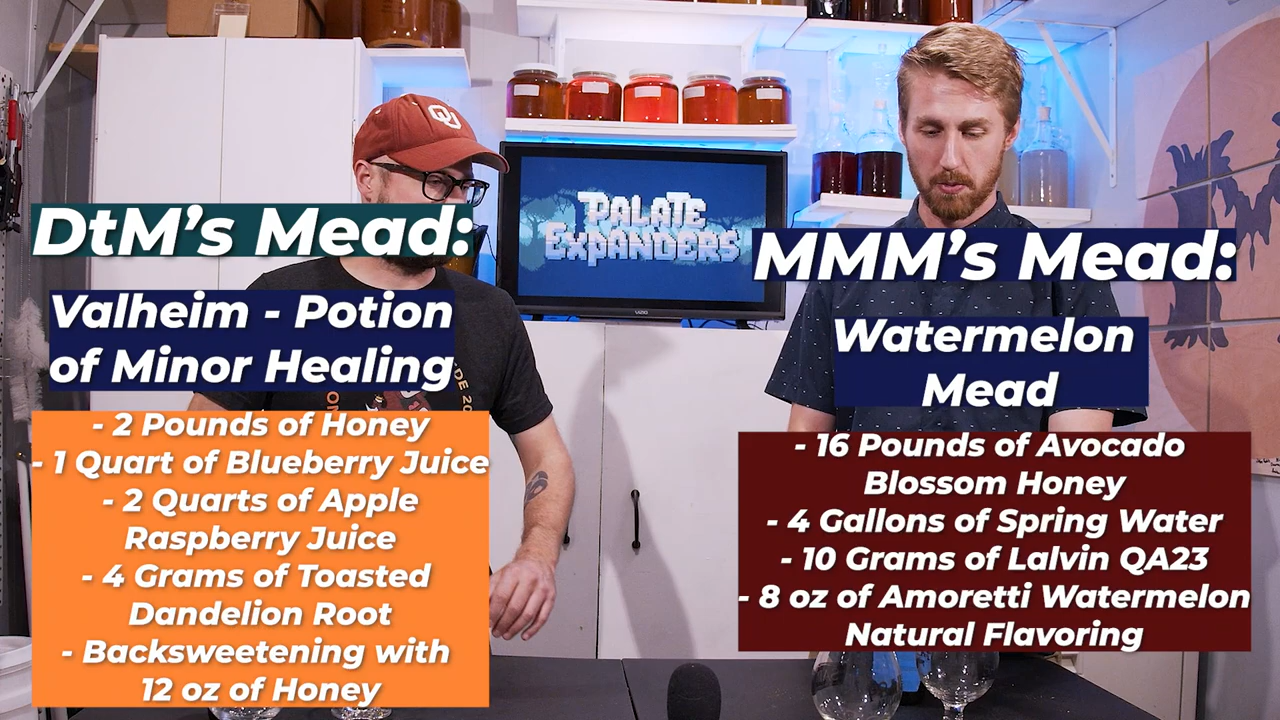 OU
PALATE
EXPANDERS
VIZIO
DtM's Mead:
Valheim - Potion
of Minor Healing
- 2 Pounds of Honey
- 1 Quart of Blueberry Juice
- 2 Quarts of Apple
Raspberry Juice
- 4 Grams of Toasted
Dandelion Root
- Backsweetening with
12 oz of Honey
MMM's Mead:
Watermelon
Mead
- 16 Pounds of Avocado
Blossom Honey
- 4 Gallons of Spring Water
- 10 Grams of Lalvin QA23
- 8 oz of Amoretti Watermelon
Natural Flavoring